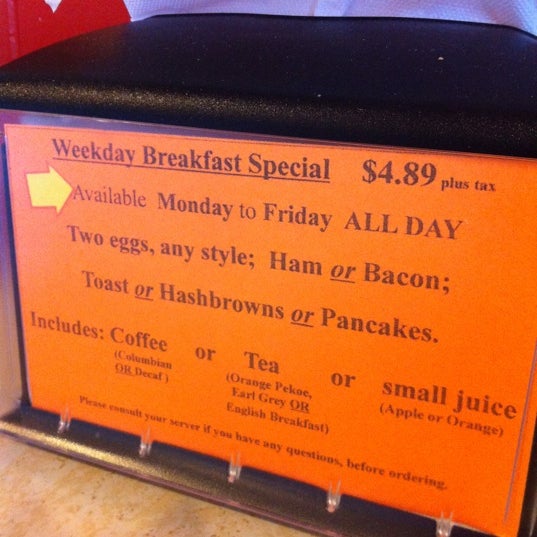 Weekday Breakfast Special $4.89 plus tax
Available Monday to Friday ALL DAY
Two eggs, any style; Ham or Bacon;
Toast or Hashbrowns or Pancakes.
Includes: Coffee or Tea or small juice
(Columbian OR Decaf)
(Orange Pekoe, Earl Grey OR English Breakfast)
(Apple or Orange)
Please consult your server if you have any questions, before ordering.